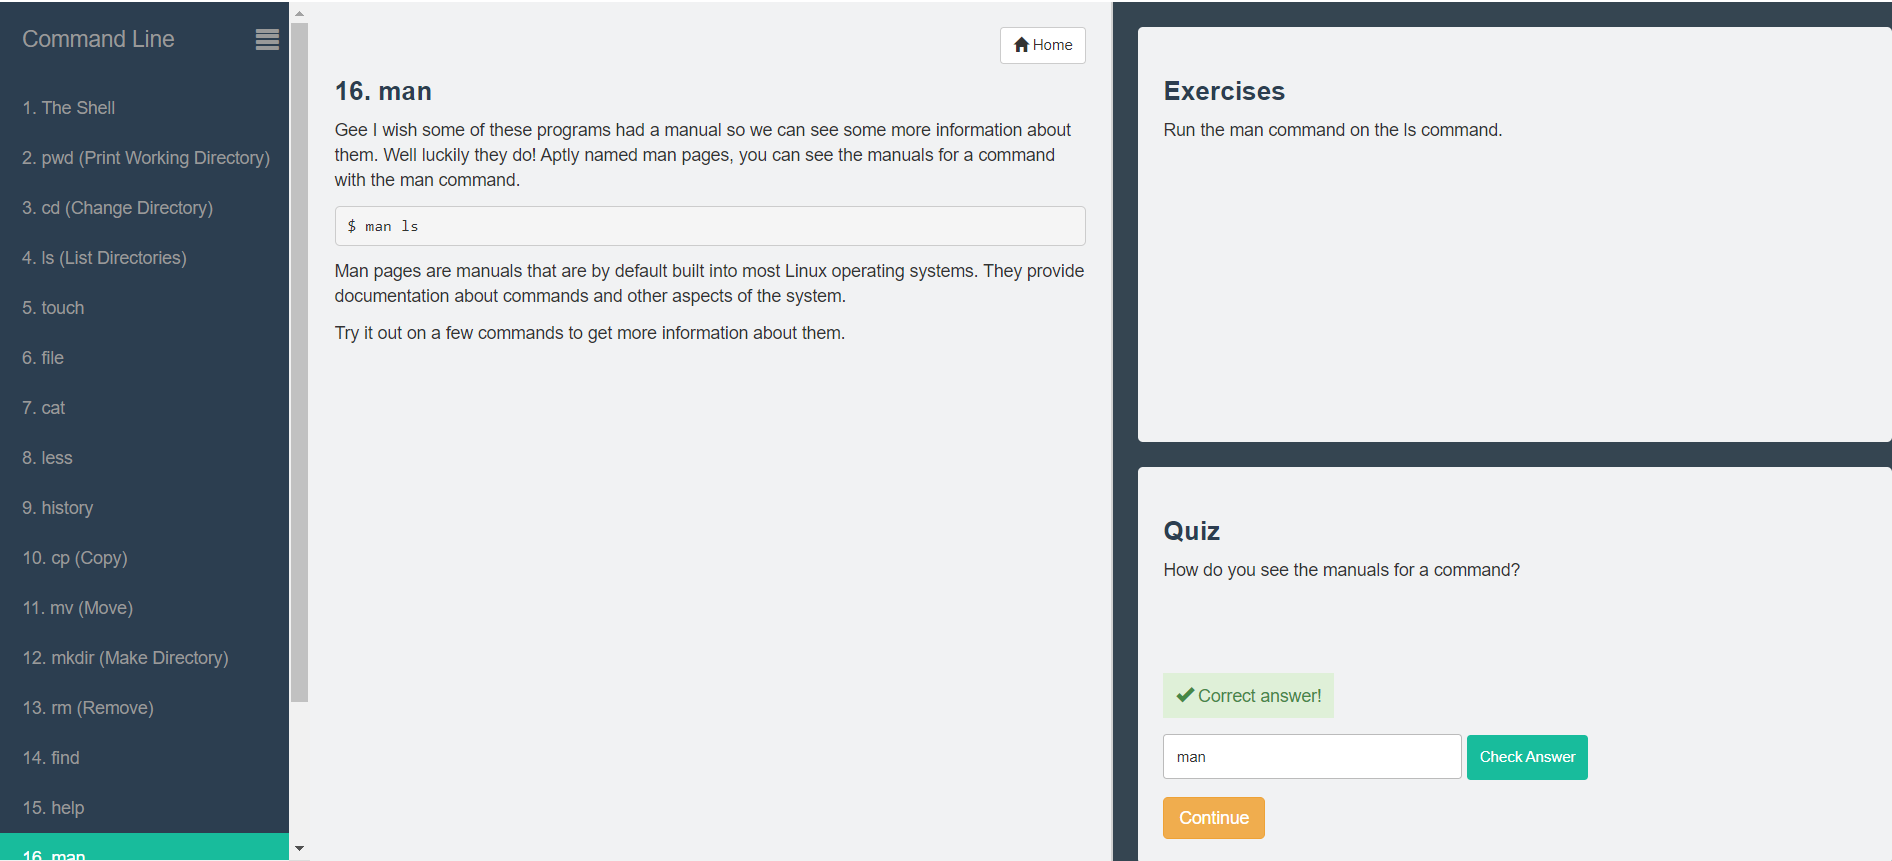 Command Line
1. The Shell
2. pwd (Print Working Directory)
3. cd (Change Directory)
4. ls (List Directories)
5. touch
6. file
7. cat
8. less
9. history
10. cp (Copy)
11. mv (Move)
12. mkdir (Make Directory)
13. rm (Remove)
14. find
15. help
16. man
Home
16. man
Gee I wish some of these programs had a manual so we can see some more information about
them. Well luckily they do! Aptly named man pages, you can see the manuals for a command
with the man command.
$ man ls
Man pages are manuals that are by default built into most Linux operating systems. They provide
documentation about commands and other aspects of the system.
Try it out on a few commands to get more information about them.
Exercises
Run the man command on the ls command.
Quiz
How do you see the manuals for a command?
Correct answer!
man
Check Answer
Continue